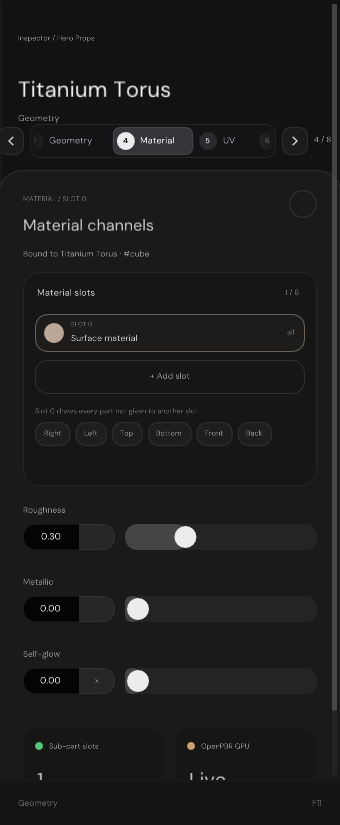 Inspector / Hero Props
Titanium Torus
Geometry
3 Geometry 4 Material 5 UV 6 4 / 8
MATERIAL / SLOT 0
Material channels
Bound to Titanium Torus · #cube
Material slots 1 / 6
SLOT 0
Surface material all
+ Add slot
Slot 0 draws every part not given to another slot
Right Left Top Bottom Front Back
Roughness
0.30
Metallic
0.00
Self-glow
0.00 ×
Sub-part slots OpenPBR GPU
1 Live
Geometry F11